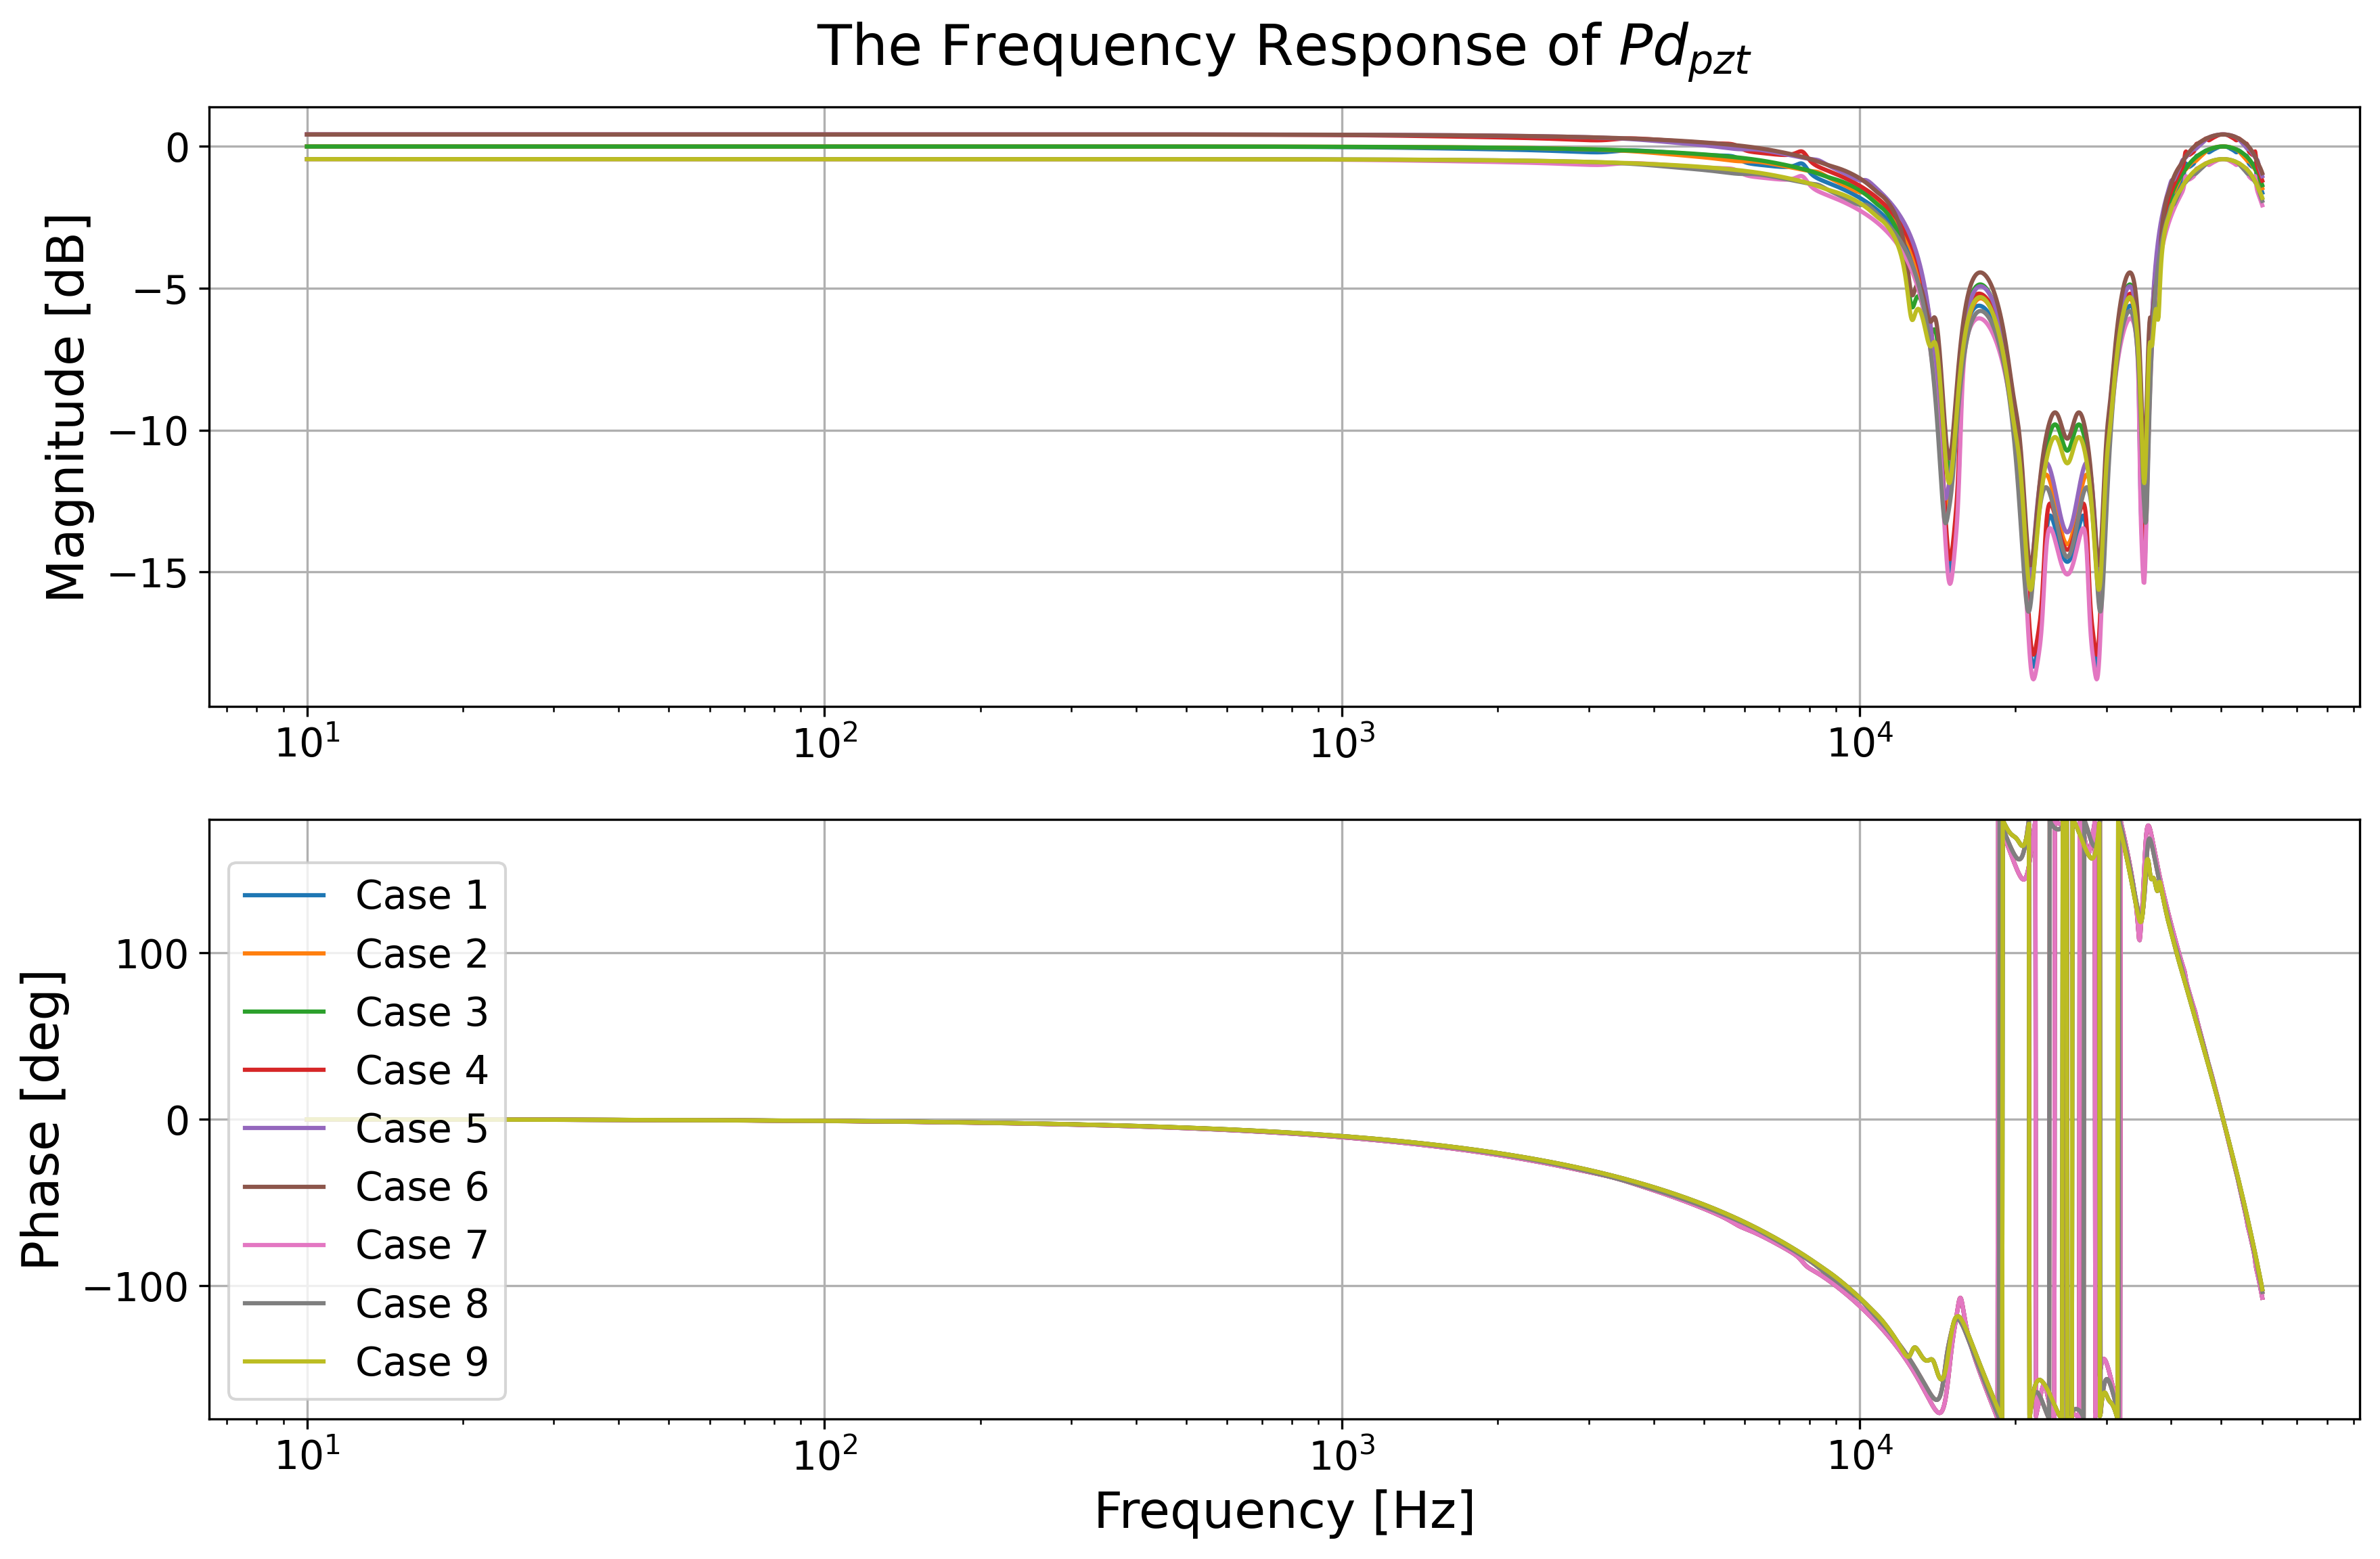 The Frequency Response of Pd_pzt
Magnitude [dB]
0
−5
−10
−15
10^1 10^2 10^3 10^4
Phase [deg]
100
0
−100
Case 1
Case 2
Case 3
Case 4
Case 5
Case 6
Case 7
Case 8
Case 9
10^1 10^2 10^3 10^4
Frequency [Hz]